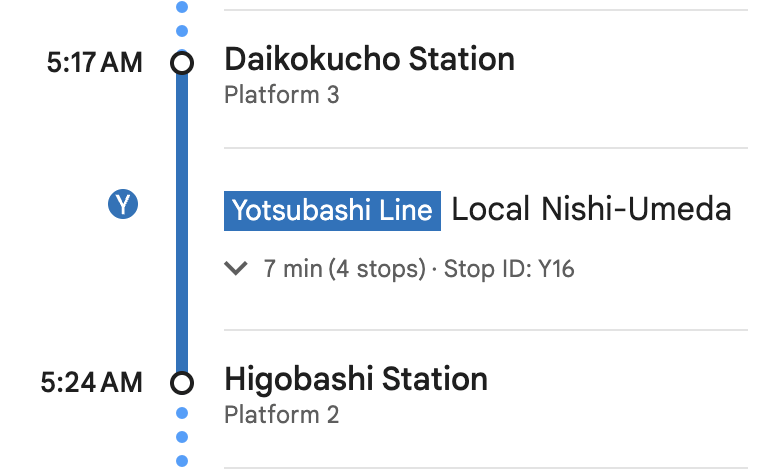 5:17 AM Daikokucho Station
Platform 3
Y Yotsubashi Line Local Nishi-Umeda
7 min (4 stops) · Stop ID: Y16
5:24 AM Higobashi Station
Platform 2